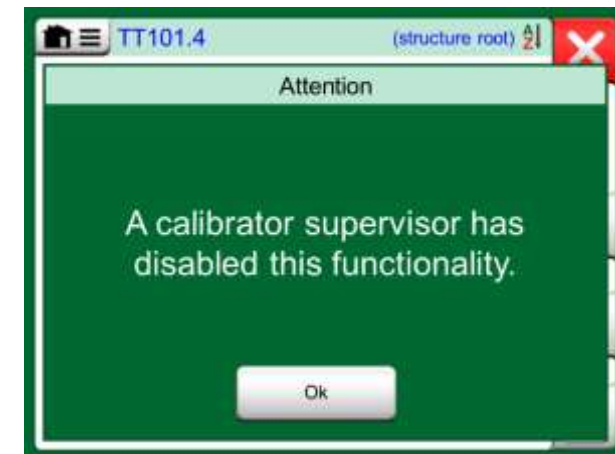 TT101.4 (structure root)
Attention
A calibrator supervisor has
disabled this functionality.
Ok